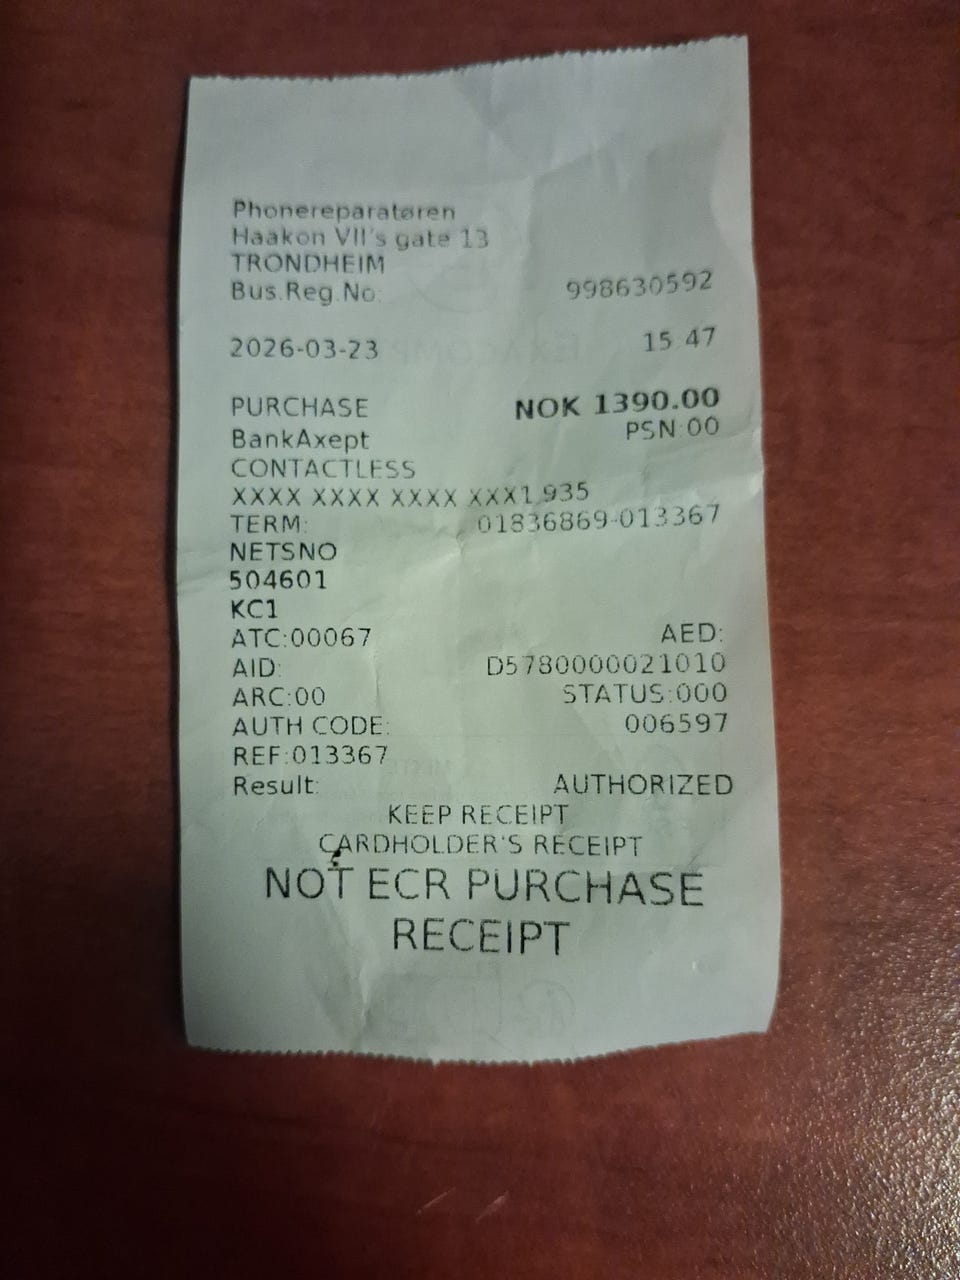 Phonereparatøren
Haakon VII's gate 13
TRONDHEIM
Bus.Reg.No: 998630592
2026-03-23 15:47
PURCHASE NOK 1390.00
BankAxept PSN:00
CONTACTLESS
XXXX XXXX XXXX XXX1 935
TERM: 01836869-013367
NETSNO
504601
KC1
ATC:00067 AED:
AID: D5780000021010
ARC:00 STATUS:000
AUTH CODE: 006597
REF:013367
Result: AUTHORIZED
KEEP RECEIPT
CARDHOLDER'S RECEIPT
NOT ECR PURCHASE
RECEIPT